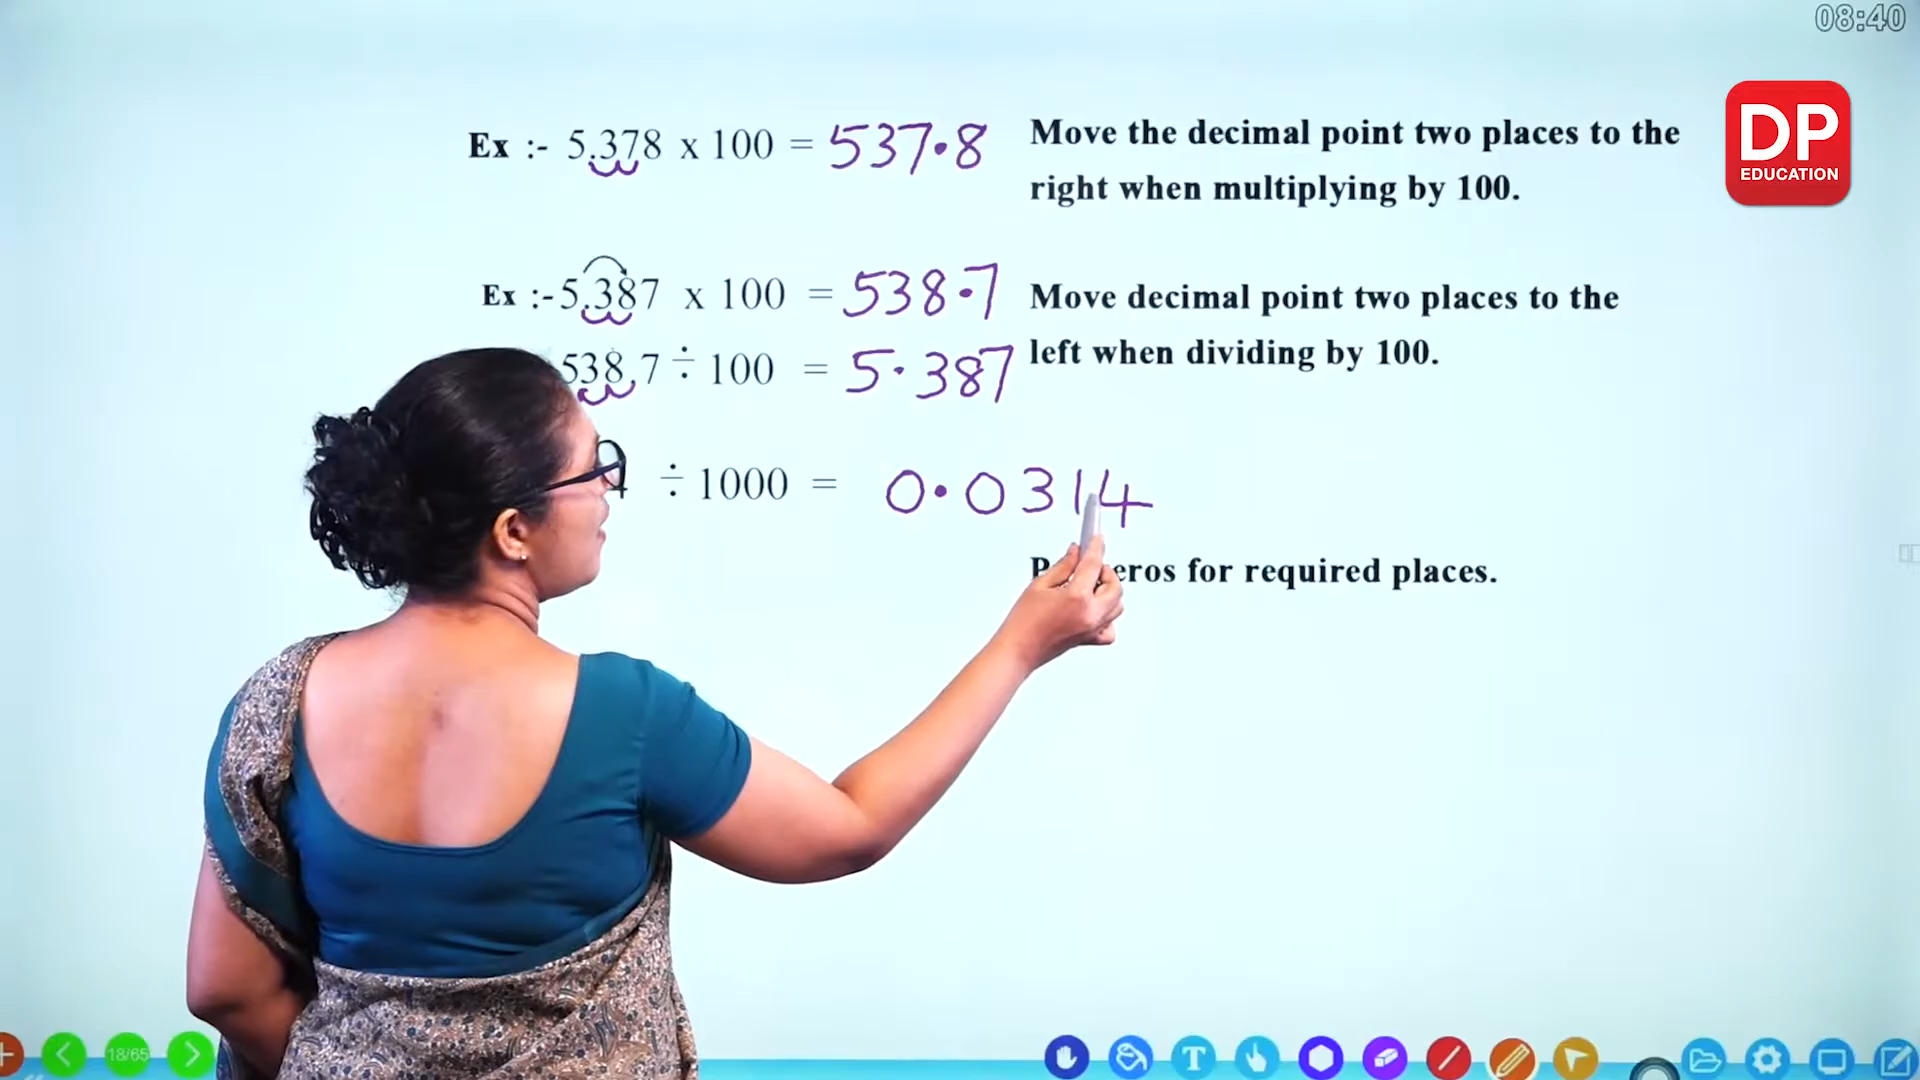 08:40
DP
EDUCATION
Ex :- 5.378 x 100 = 537.8
Move the decimal point two places to the
right when multiplying by 100.
Ex :- 5.387 x 100 = 538.7
Move decimal point two places to the
left when dividing by 100.
538.7 ÷ 100 = 5.387
÷ 1000 = 0.0314
for required places.
18/65
T